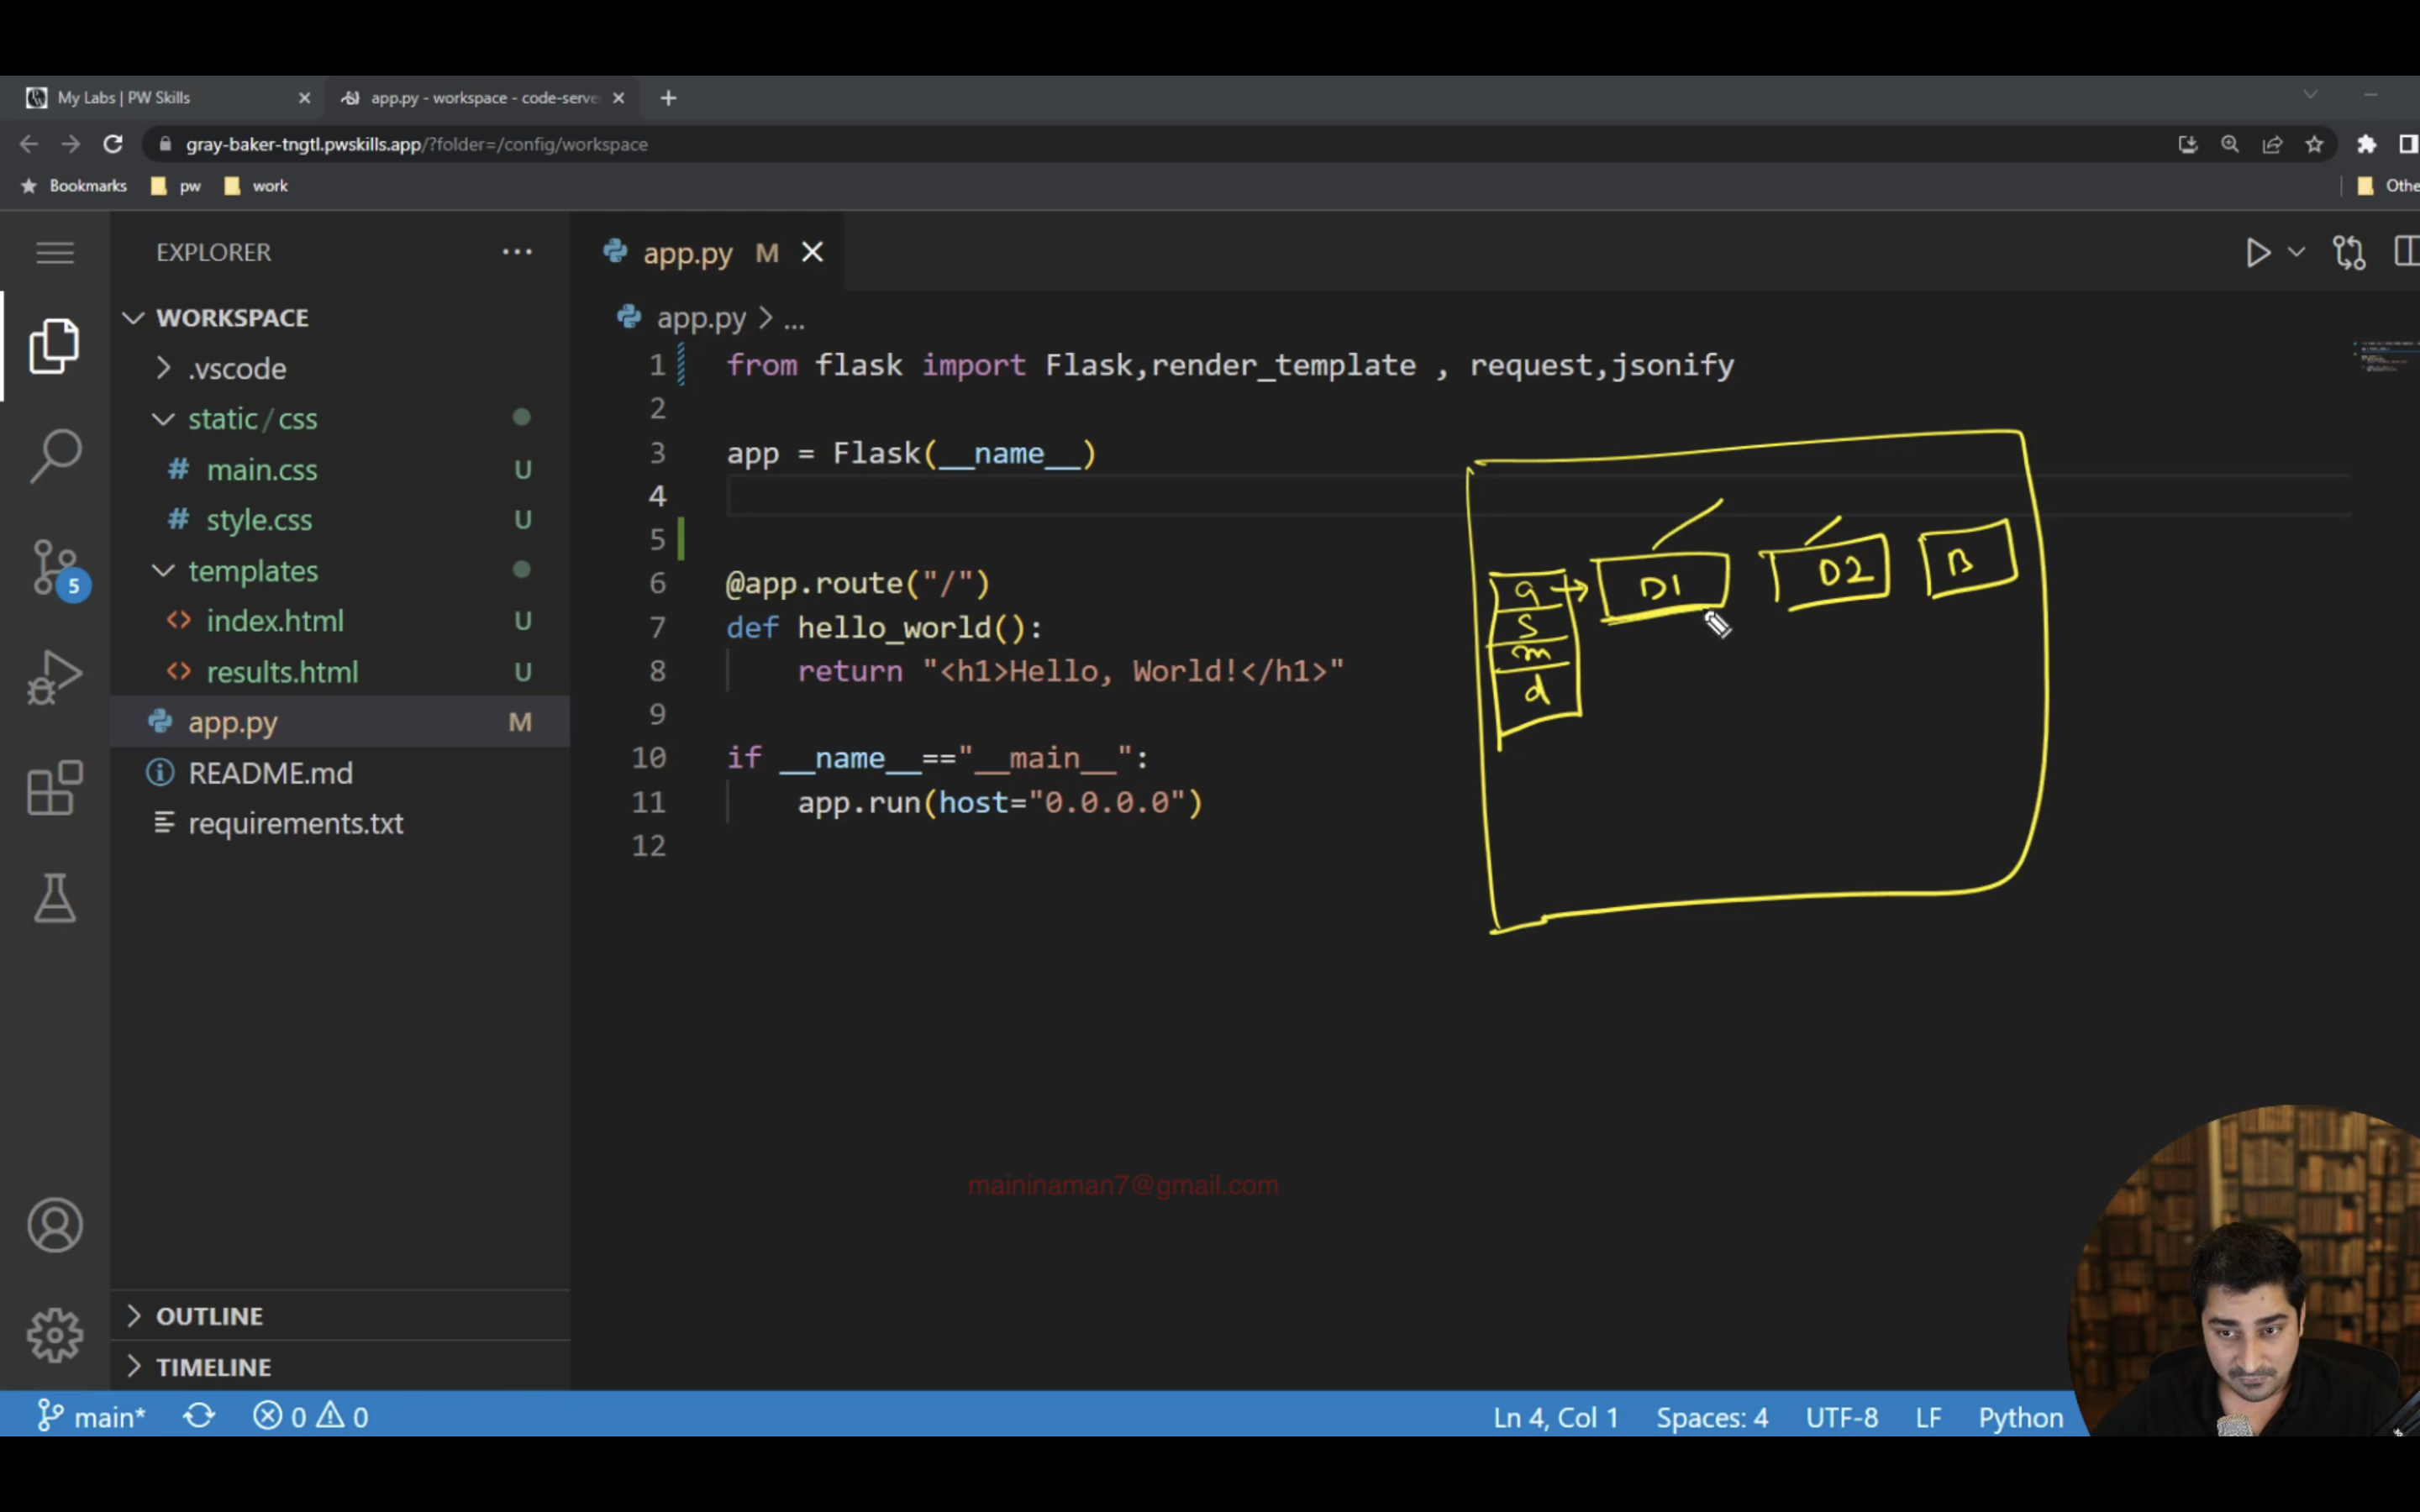 My Labs | PW Skills
app.py - workspace - code-serve
gray-baker-tngtl.pwskills.app/?folder=/config/workspace
Bookmarks pw work
Othe
EXPLORER
WORKSPACE
.vscode
static/css
main.css U
style.css U
templates
index.html U
results.html U
app.py M
README.md
requirements.txt
OUTLINE
TIMELINE
5
app.py M
app.py > ...
1 from flask import Flask,render_template , request,jsonify
2
3 app = Flask(__name__)
4
5
6 @app.route("/")
7 def hello_world():
8 return "<h1>Hello, World!</h1>"
9
10 if __name__=="__main__":
11 app.run(host="0.0.0.0")
12
a
s
m
d
D1
D2
B
maininaman7@gmail.com
main* 0 0
Ln 4, Col 1 Spaces: 4 UTF-8 LF Python